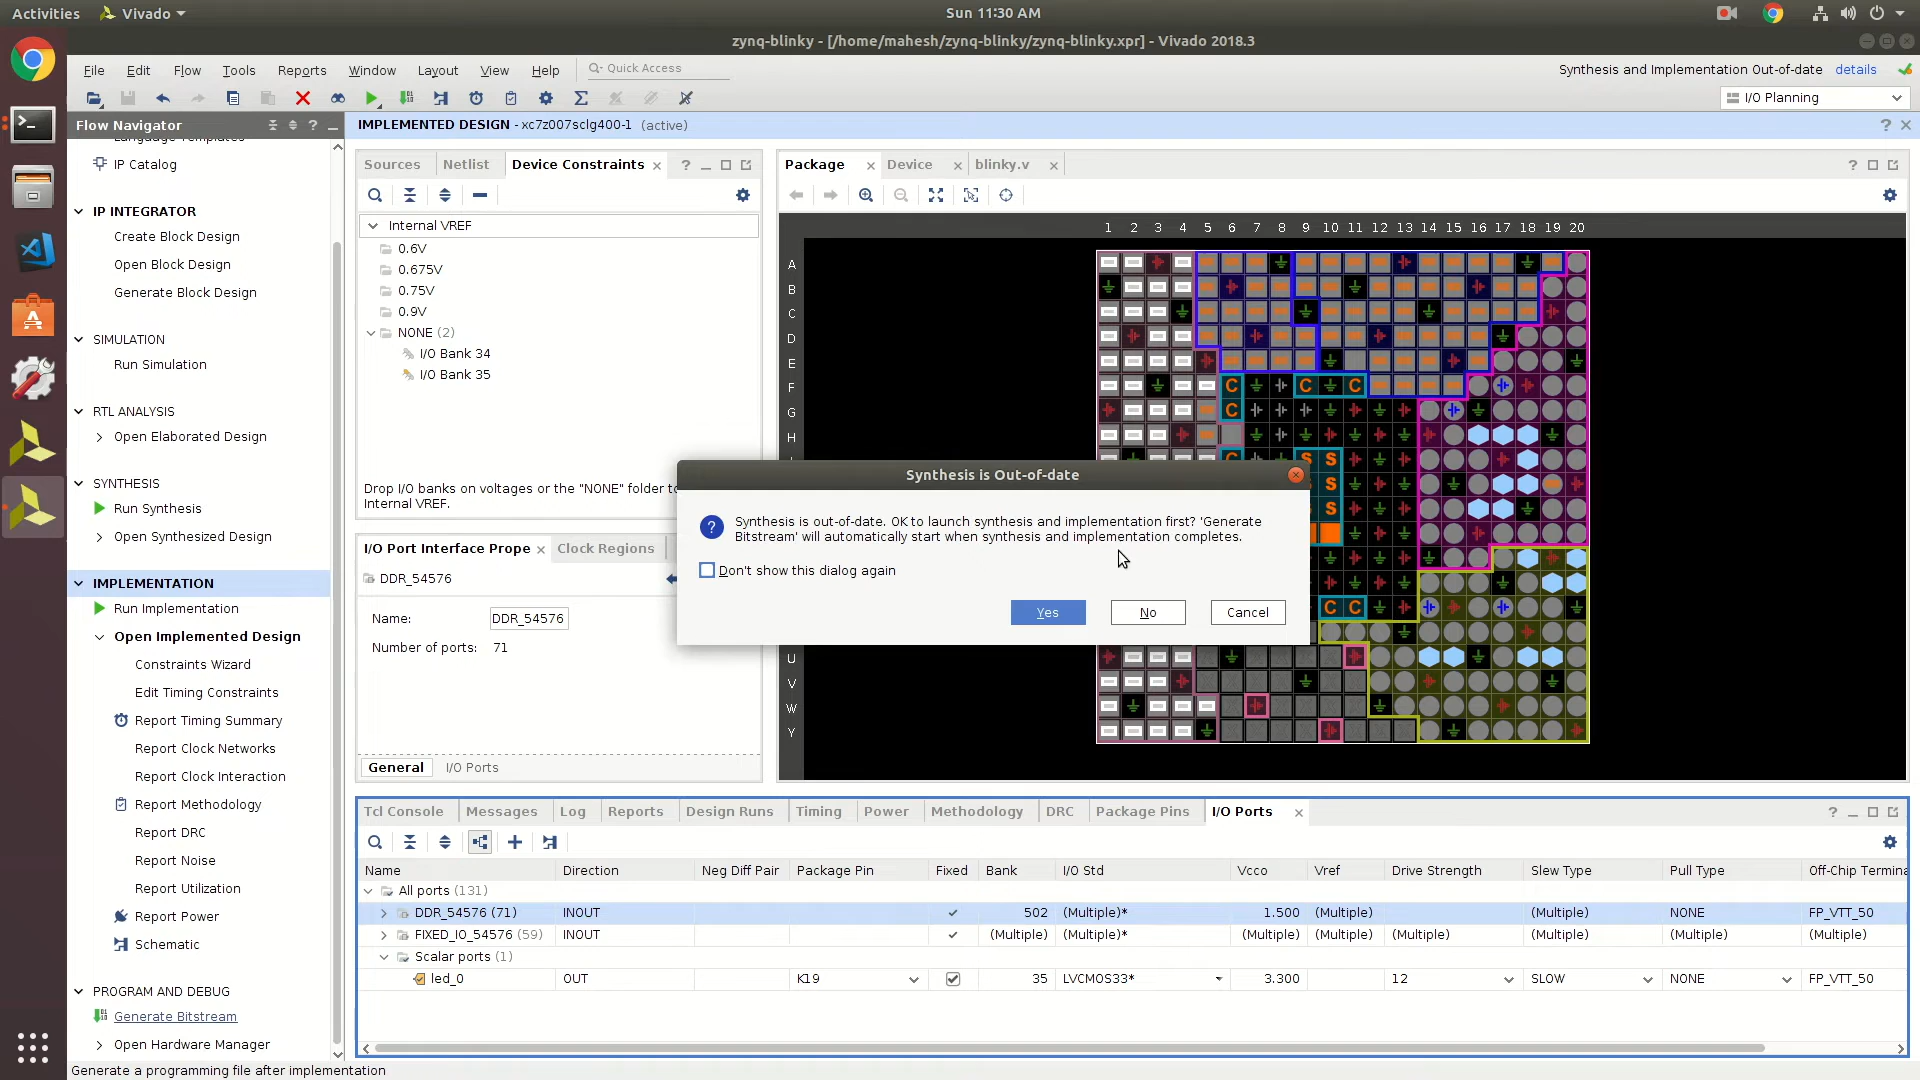 Activities Vivado Sun 11:30 AM
zynq-blinky - [/home/mahesh/zynq-blinky/zynq-blinky.xpr] - Vivado 2018.3
File Edit Flow Tools Reports Window Layout View Help Quick Access Synthesis and Implementation Out-of-date details
I/O Planning
Flow Navigator
IP Catalog
IP INTEGRATOR
Create Block Design
Open Block Design
Generate Block Design
SIMULATION
Run Simulation
RTL ANALYSIS
Open Elaborated Design
SYNTHESIS
Run Synthesis
Open Synthesized Design
IMPLEMENTATION
Run Implementation
Open Implemented Design
Constraints Wizard
Edit Timing Constraints
Report Timing Summary
Report Clock Networks
Report Clock Interaction
Report Methodology
Report DRC
Report Noise
Report Utilization
Report Power
Schematic
PROGRAM AND DEBUG
Generate Bitstream
Open Hardware Manager
Generate a programming file after implementation
IMPLEMENTED DESIGN - xc7z007sclg400-1 (active)
Sources Netlist Device Constraints
Internal VREF
0.6V
0.675V
0.75V
0.9V
NONE (2)
I/O Bank 34
I/O Bank 35
Drop I/O banks on voltages or the "NONE" folder to
Internal VREF.
I/O Port Interface Prope Clock Regions
DDR_54576
Name: DDR_54576
Number of ports: 71
General I/O Ports
Package Device blinky.v
1 2 3 4 5 6 7 8 9 10 11 12 13 14 15 16 17 18 19 20
A
B
C
D
E
F C C C
G C
H
S S
S
S
C C
U
V
W
Y
Synthesis is Out-of-date
Synthesis is out-of-date. OK to launch synthesis and implementation first? 'Generate
Bitstream' will automatically start when synthesis and implementation completes.
Don't show this dialog again
Yes No Cancel
Tcl Console Messages Log Reports Design Runs Timing Power Methodology DRC Package Pins I/O Ports
Name Direction Neg Diff Pair Package Pin Fixed Bank I/O Std Vcco Vref Drive Strength Slew Type Pull Type Off-Chip Termina
All ports (131)
DDR_54576 (71) INOUT 502 (Multiple)* 1.500 (Multiple) (Multiple) NONE FP_VTT_50
FIXED_IO_54576 (59) INOUT (Multiple) (Multiple)* (Multiple) (Multiple) (Multiple) (Multiple) (Multiple) (Multiple)
Scalar ports (1)
led_0 OUT K19 35 LVCMOS33* 3.300 12 SLOW NONE FP_VTT_50